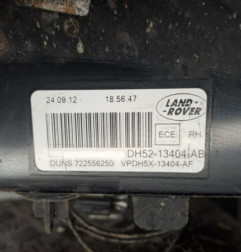 24.09.12 18:56:47
LAND-
ROVER
ECE RH
DH52-13404-AB
DUNS 722556250 VPDH5X-13404-AF